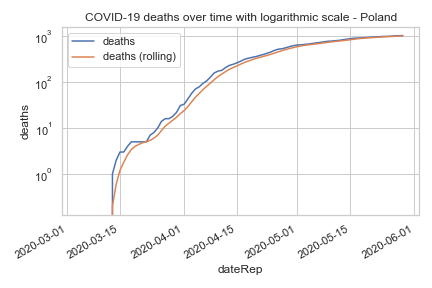 COVID-19 deaths over time with logarithmic scale - Poland
deaths
deaths (rolling)
10³
10²
10¹
10⁰
deaths
2020-03-01
2020-03-15
2020-04-01
2020-04-15
2020-05-01
2020-05-15
2020-06-01
dateRep